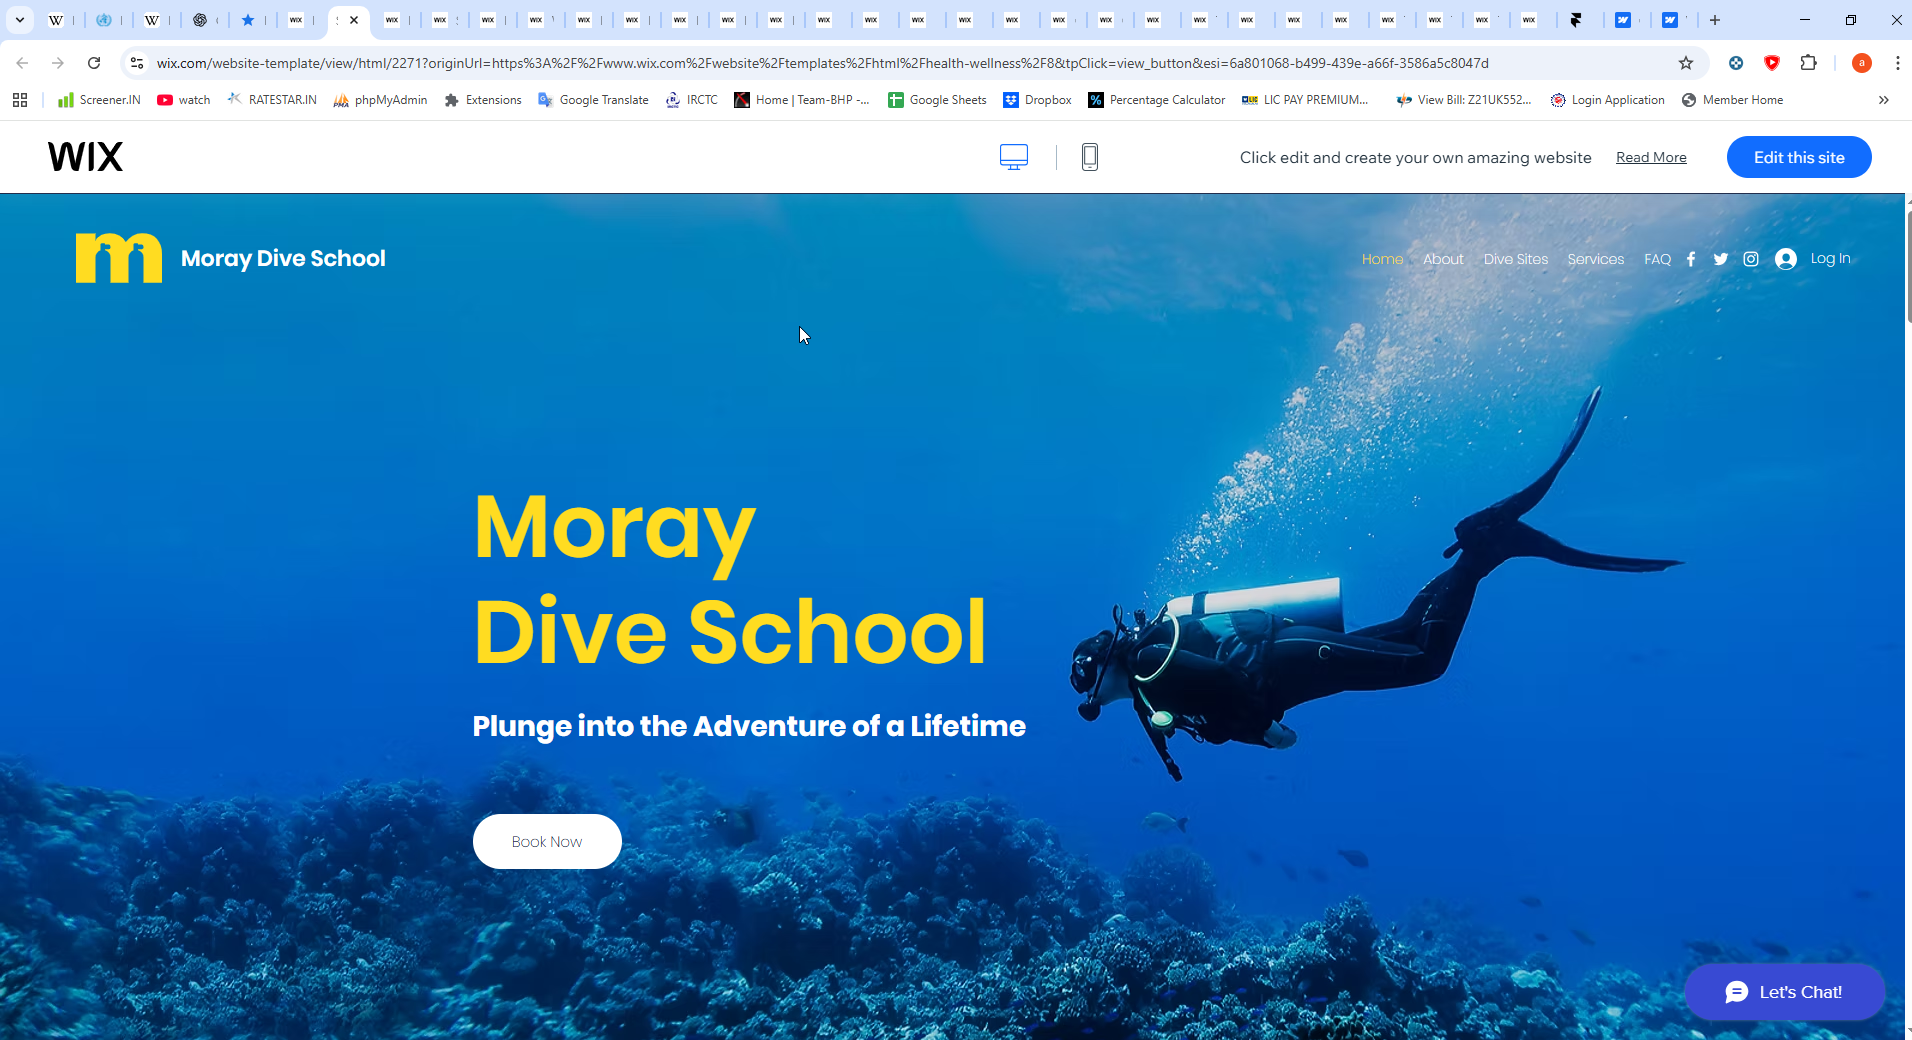 wix.com/website-template/view/html/2271?originUrl=https%3A%2F%2Fwww.wix.com%2Fwebsite%2Ftemplates%2Fhtml%2Fhealth-wellness%2F8&tpClick=view_button&esi=6a801068-b499-439e-a66f-3586a5c8047d
Screener.IN watch RATESTAR.IN phpMyAdmin Extensions Google Translate IRCTC Home | Team-BHP -... Google Sheets Dropbox Percentage Calculator LIC PAY PREMIUM... View Bill: Z21UK552... Login Application Member Home
WIX Click edit and create your own amazing website Read More Edit this site
m Moray Dive School Home About Dive Sites Services FAQ Log In
Moray
Dive School
Plunge into the Adventure of a Lifetime
Book Now
Let's Chat!